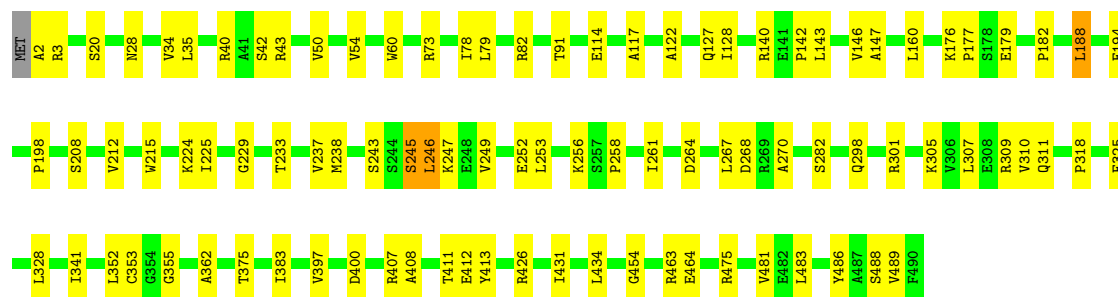 MET A2 R3 S20 N28 V34 L35 R40 A41 S42 R43 V50 V54 W60 R73 I78 L79 R82 T91 E114 A117 A122 Q127 I128 R140 E141 P142 L143 V146 A147 L160 K176 P177 S178 E179 P182 L188
P198 S208 V212 W215 K224 I225 G229 T233 V237 M238 S243 S244 S245 L246 K247 E248 V249 E252 L253 K256 S257 P258 I261 D264 L267 D268 R269 A270 S282 Q298 R301 K305 V306 L307 E308 R309 V310 Q311 P318
L328 I341 L352 C353 G354 G355 A362 T375 I383 V397 D400 R407 A408 T411 E412 Y413 R426 I431 L434 G454 R463 E464 R475 V481 E482 L483 Y486 A487 S488 V489 F490